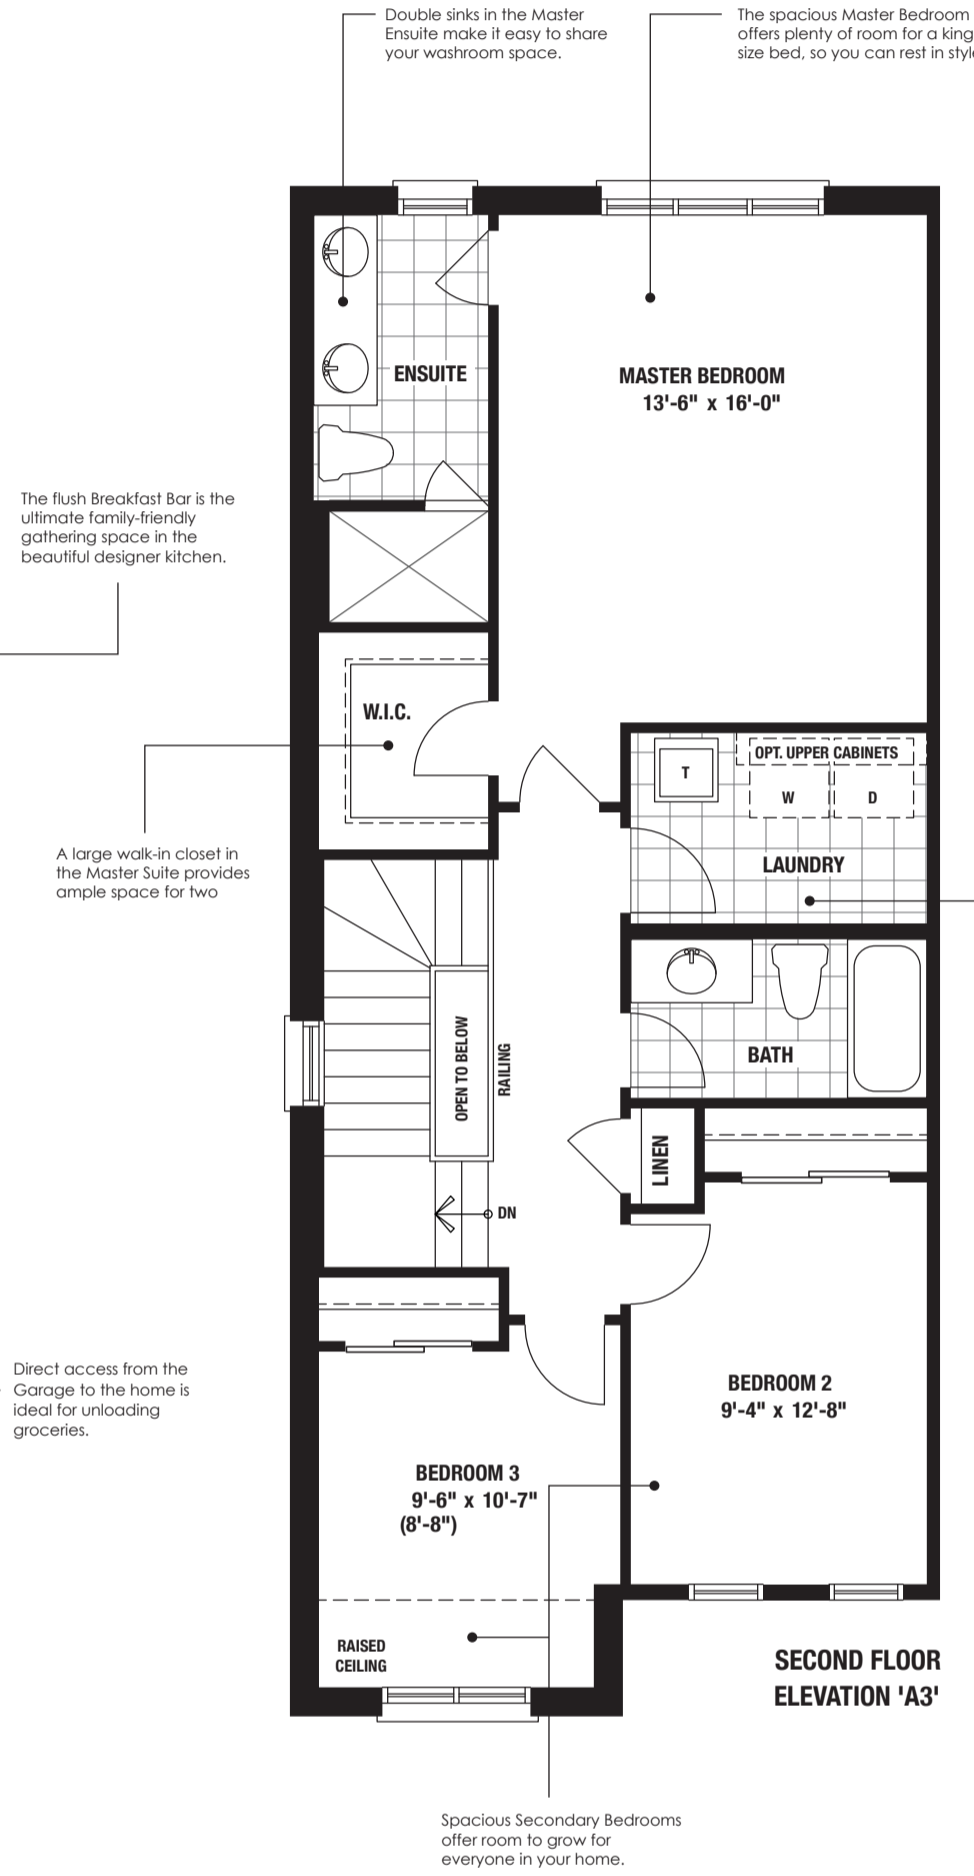 Double sinks in the Master
Ensuite make it easy to share
your washroom space.
The spacious Master Bedroom
offers plenty of room for a king
size bed, so you can rest in style
ENSUITE
MASTER BEDROOM
13'-6" x 16'-0"
The flush Breakfast Bar is the
ultimate family-friendly
gathering space in the
beautiful designer kitchen.
W.I.C.
T
OPT. UPPER CABINETS
W
D
LAUNDRY
A large walk-in closet in
the Master Suite provides
ample space for two
OPEN TO BELOW
RAILING
BATH
LINEN
DN
Direct access from the
Garage to the home is
ideal for unloading
groceries.
BEDROOM 2
9'-4" x 12'-8"
BEDROOM 3
9'-6" x 10'-7"
(8'-8")
RAISED
CEILING
SECOND FLOOR
ELEVATION 'A3'
Spacious Secondary Bedrooms
offer room to grow for
everyone in your home.